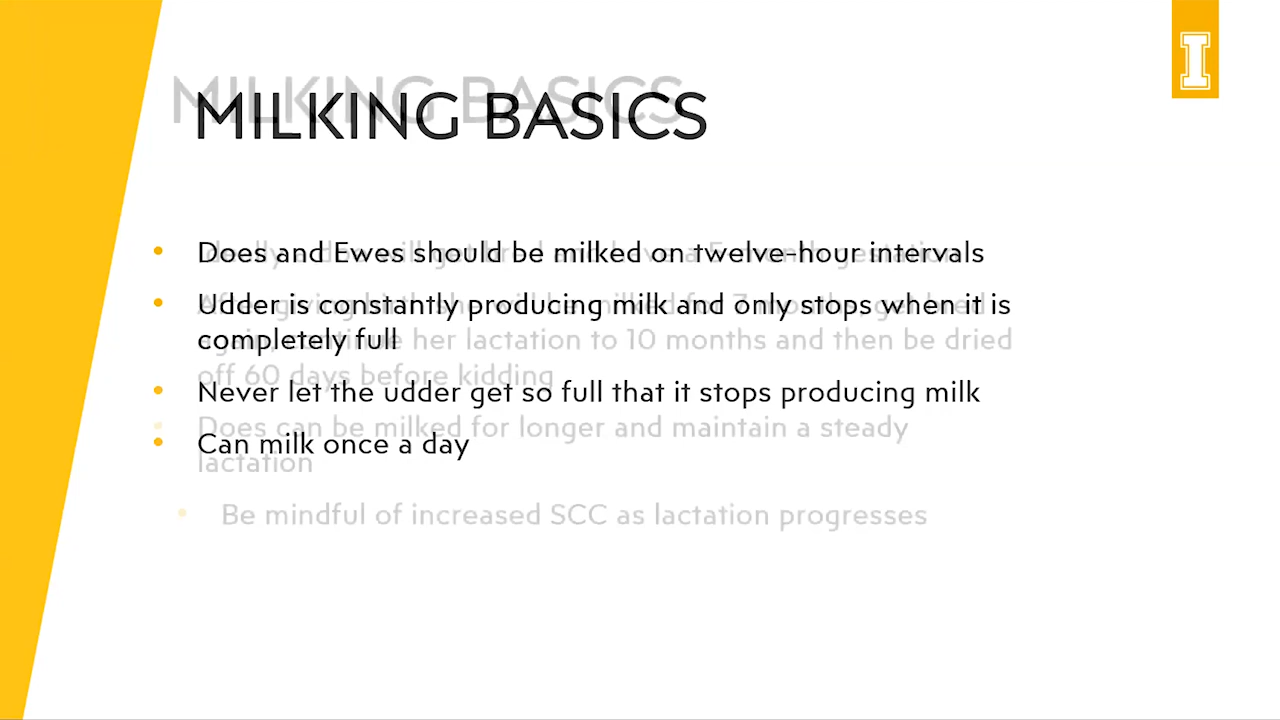 MILKING BASICS
MILKING BASICS
I
Does and Ewes should be milked on twelve-hour intervals
Udder is constantly producing milk and only stops when it is
completely full
Never let the udder get so full that it stops producing milk
Can milk once a day
her lactation to 10 months and then be dried
off 60 days before kidding
Does can be milked for longer and maintain a steady
lactation
Be mindful of increased SCC as lactation progresses